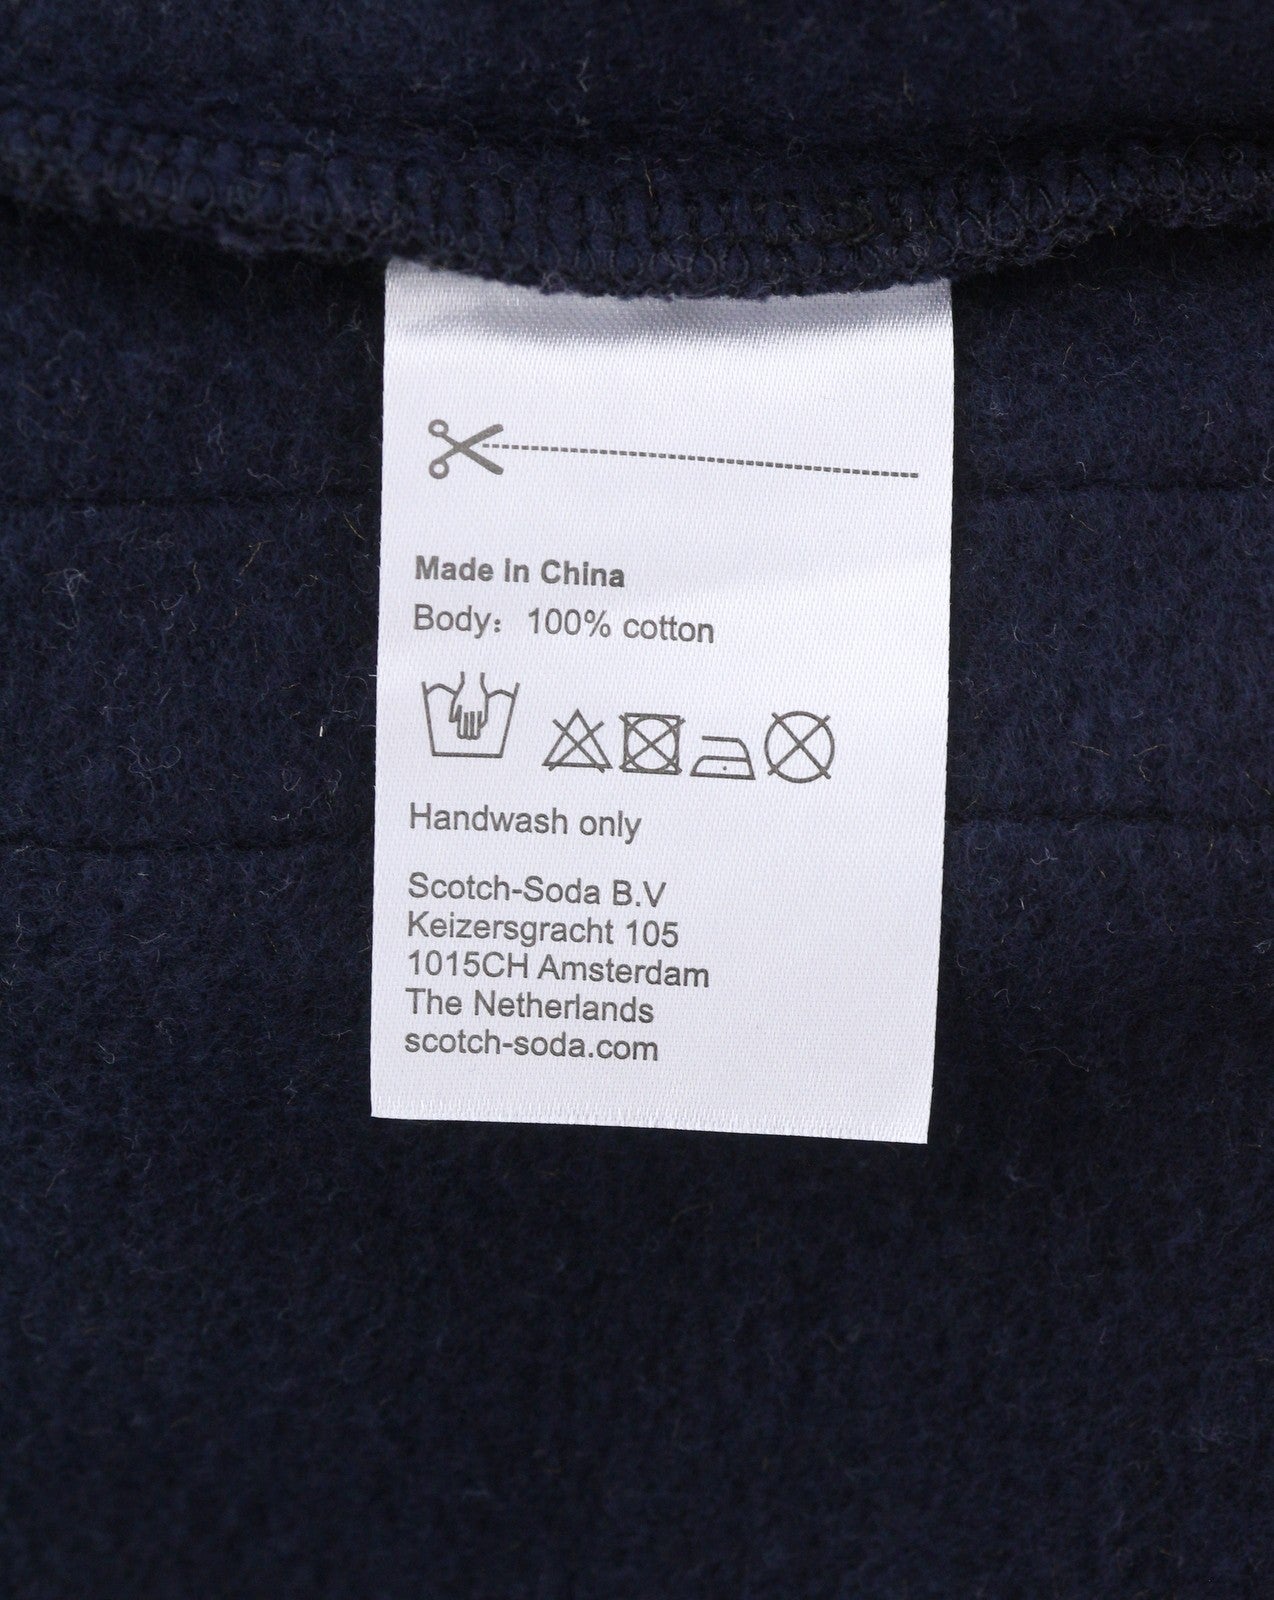 Made In China
Body: 100% cotton
Handwash only
Scotch-Soda B.V
Keizersgracht 105
1015CH Amsterdam
The Netherlands
scotch-soda.com